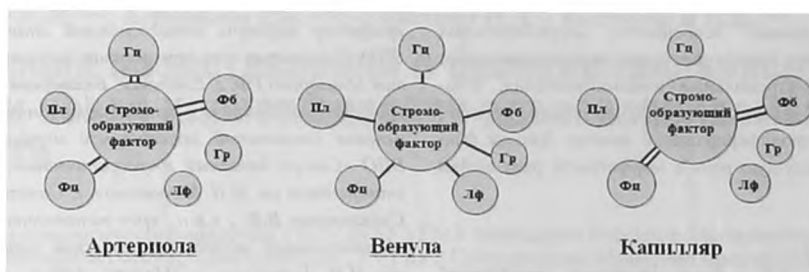 Гц
Пл
Фб
Стромо-
образующий
фактор
Гр
Фц
Лф
Артериола
Гц
Пл
Фб
Стромо-
образующий
фактор
Гр
Фц
Лф
Венула
Гц
Пл
Фб
Стромо-
образующий
фактор
Гр
Фц
Лф
Капилляр